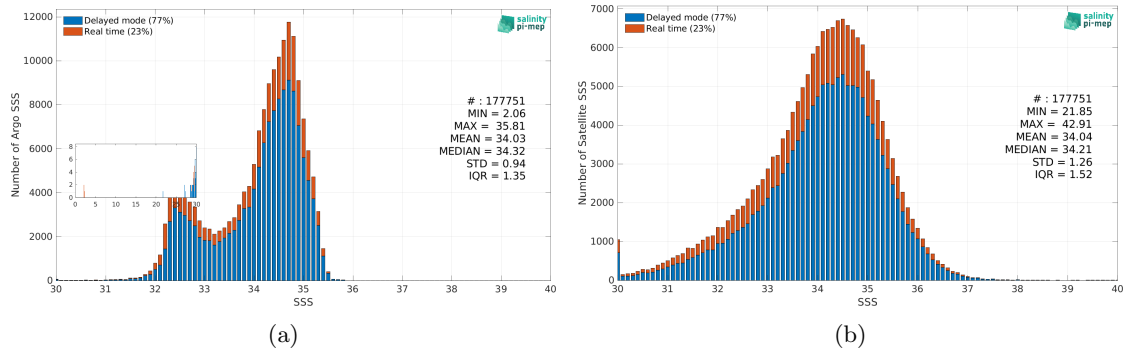 Delayed mode (77%)
Real time (23%)
salinity
pi-mep
# : 177751
MIN = 2.06
MAX = 35.81
MEAN = 34.03
MEDIAN = 34.32
STD = 0.94
IQR = 1.35
Number of Argo SSS
12000
10000
8000
6000
4000
2000
0
8
6
4
2
0
0 5 10 15 20 25 30
30 31 32 33 34 35 36 37 38 39 40
SSS
(a)
Delayed mode (77%)
Real time (23%)
salinity
pi-mep
# : 177751
MIN = 21.85
MAX = 42.91
MEAN = 34.04
MEDIAN = 34.21
STD = 1.26
IQR = 1.52
Number of Satellite SSS
7000
6000
5000
4000
3000
2000
1000
0
30 31 32 33 34 35 36 37 38 39 40
SSS
(b)